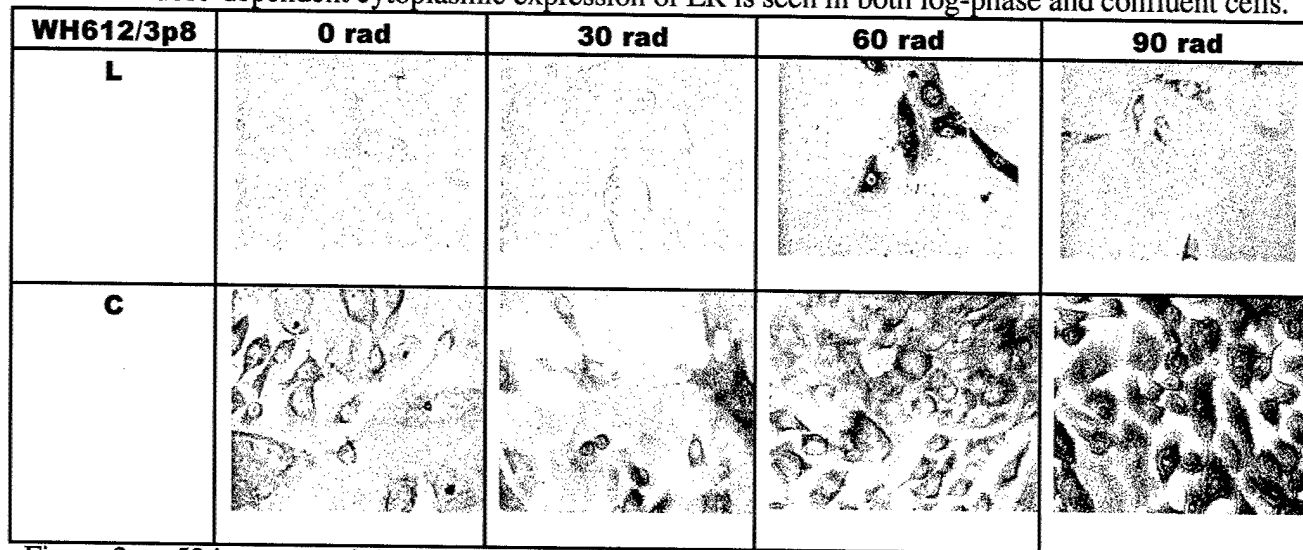 dependent cytoplasmic expression of ER is seen in both log-phase and confluent cells.
WH612/3p8 0 rad 30 rad 60 rad 90 rad
L
C